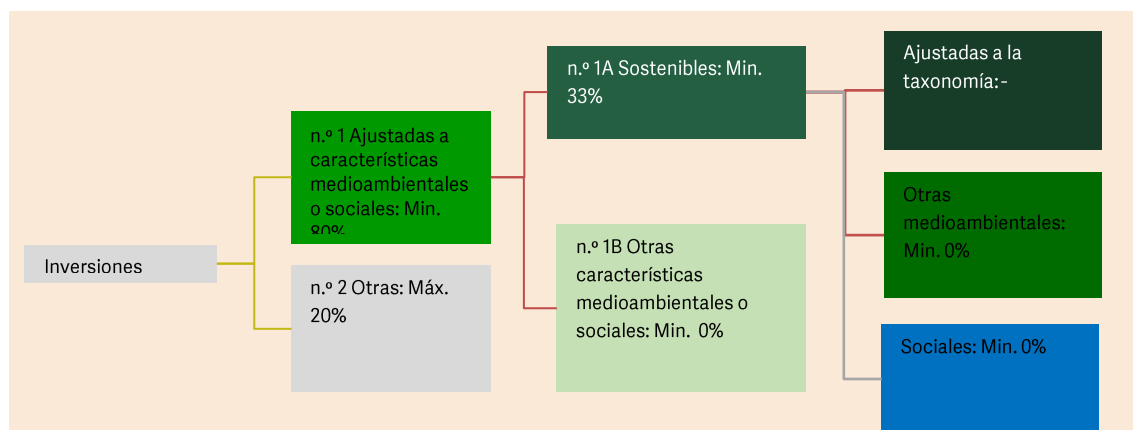 Inversiones
n.º 1 Ajustadas a
características
medioambientales
o sociales: Min.
80%
n.º 2 Otras: Máx.
20%
n.º 1A Sostenibles: Min.
33%
n.º 1B Otras
características
medioambientales o
sociales: Min. 0%
Ajustadas a la
taxonomía:-
Otras
medioambientales:
Min. 0%
Sociales: Min. 0%